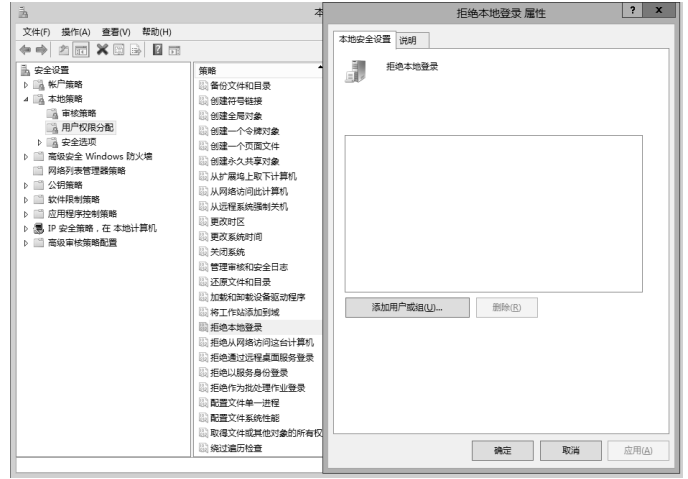 本
文件(F) 操作(A) 查看(V) 帮助(H)
安全设置
帐户策略
本地策略
审核策略
用户权限分配
安全选项
高级安全 Windows 防火墙
网络列表管理器策略
公钥策略
软件限制策略
应用程序控制策略
IP 安全策略，在 本地计算机
高级审核策略配置
策略
备份文件和目录
创建符号链接
创建全局对象
创建一个令牌对象
创建一个页面文件
创建永久共享对象
从扩展坞上取下计算机
从网络访问此计算机
从远程系统强制关机
更改时区
更改系统时间
关闭系统
管理审核和安全日志
还原文件和目录
加载和卸载设备驱动程序
将工作站添加到域
拒绝本地登录
拒绝从网络访问这台计算机
拒绝通过远程桌面服务登录
拒绝以服务身份登录
拒绝作为批处理作业登录
配置文件单一进程
配置文件系统性能
取得文件或其他对象的所有权
绕过遍历检查
拒绝本地登录 属性
? x
本地安全设置 说明
拒绝本地登录
添加用户或组(U)... 删除(R)
确定 取消 应用(A)